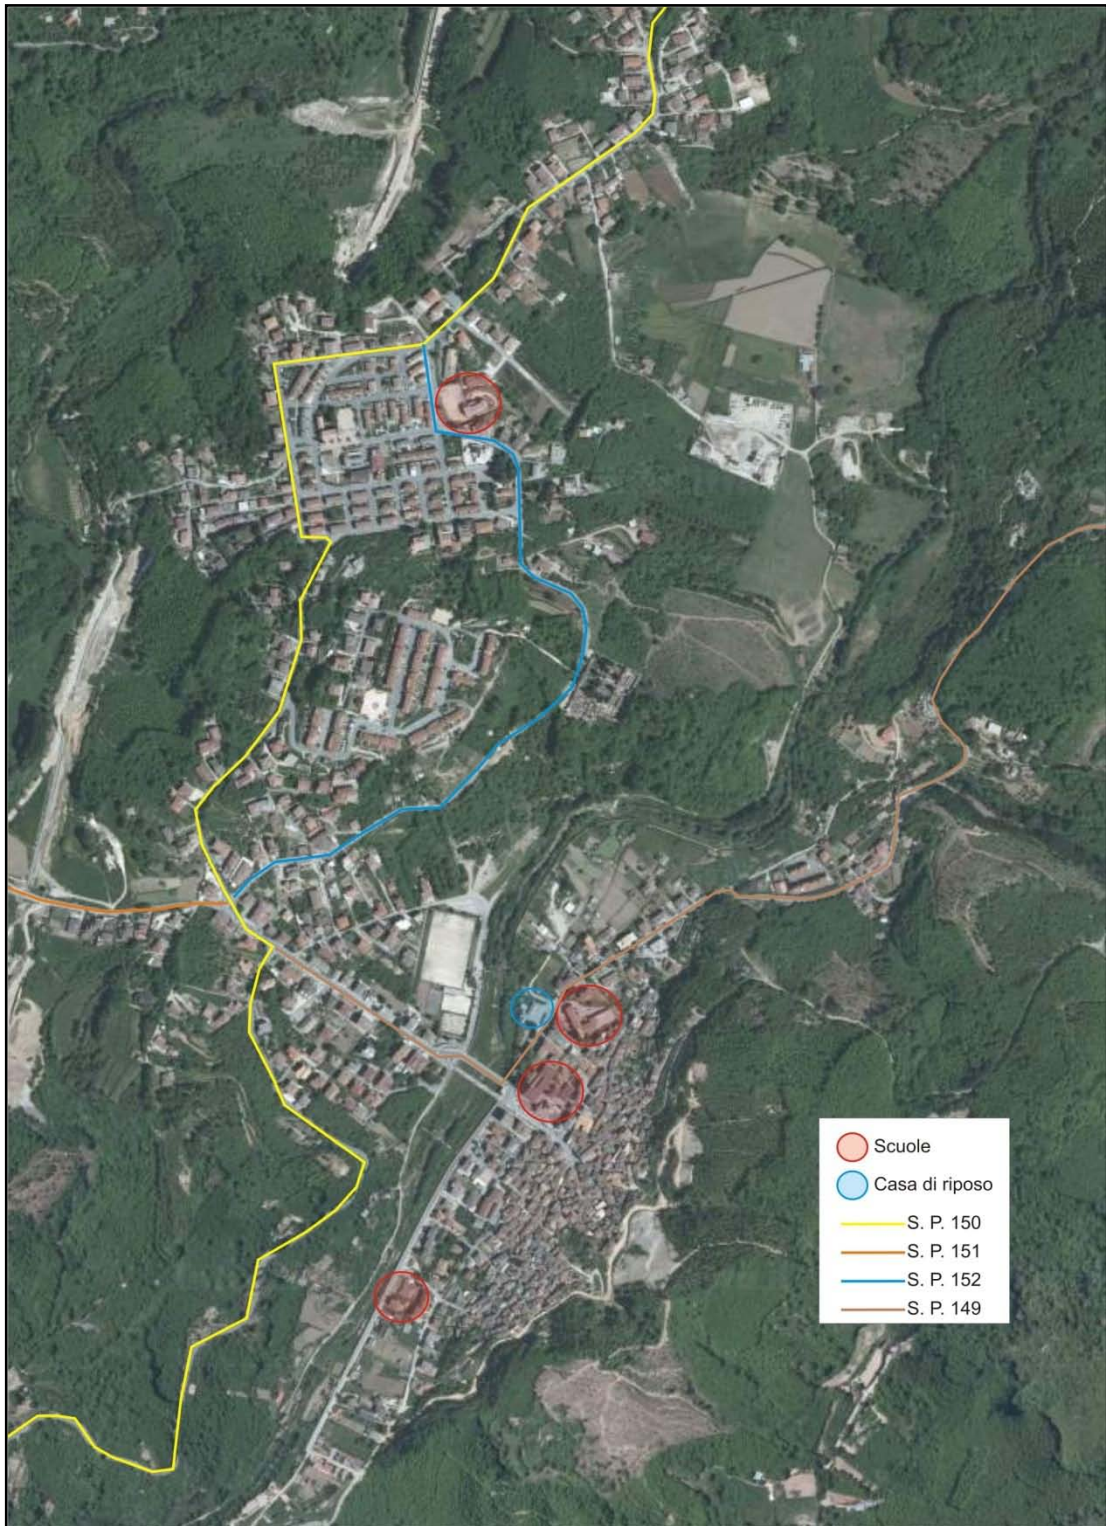 Scuole
Casa di riposo
S. P. 150
S. P. 151
S. P. 152
S. P. 149